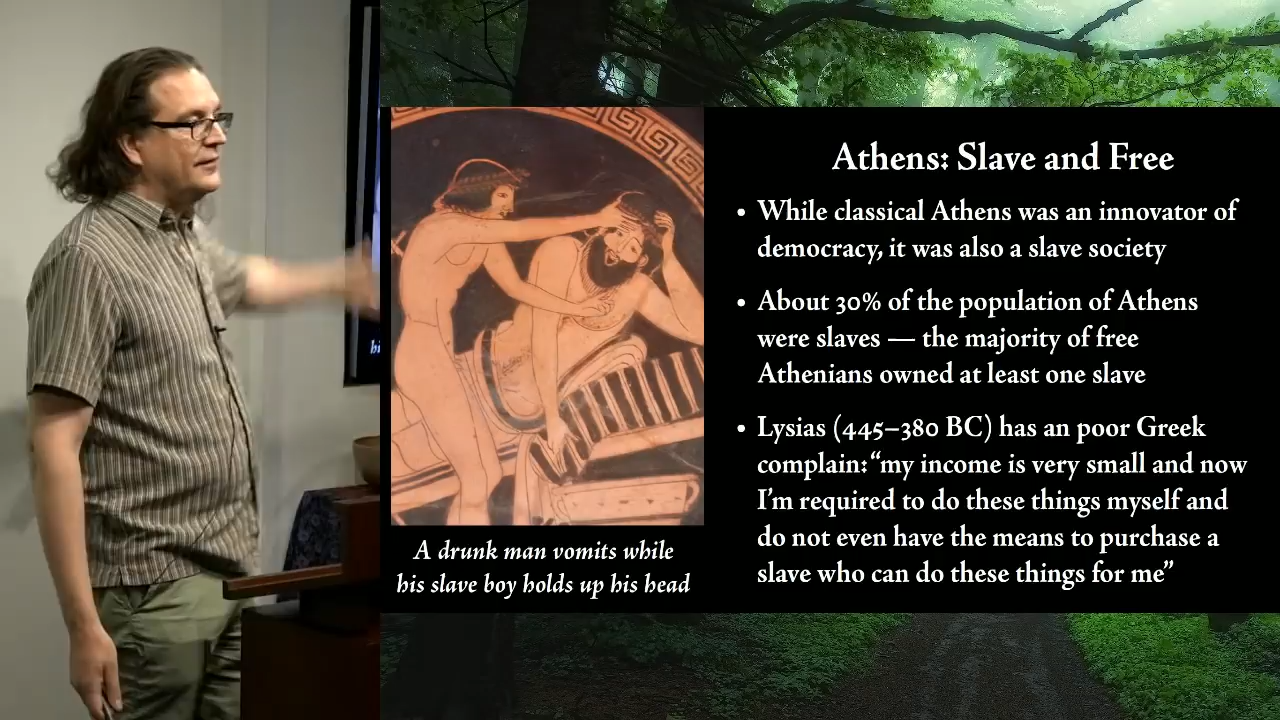 Athens: Slave and Free
• While classical Athens was an innovator of
democracy, it was also a slave society
• About 30% of the population of Athens
were slaves — the majority of free
Athenians owned at least one slave
• Lysias (445–380 BC) has an poor Greek
complain:“my income is very small and now
I’m required to do these things myself and
do not even have the means to purchase a
slave who can do these things for me”
A drunk man vomits while
his slave boy holds up his head
hi